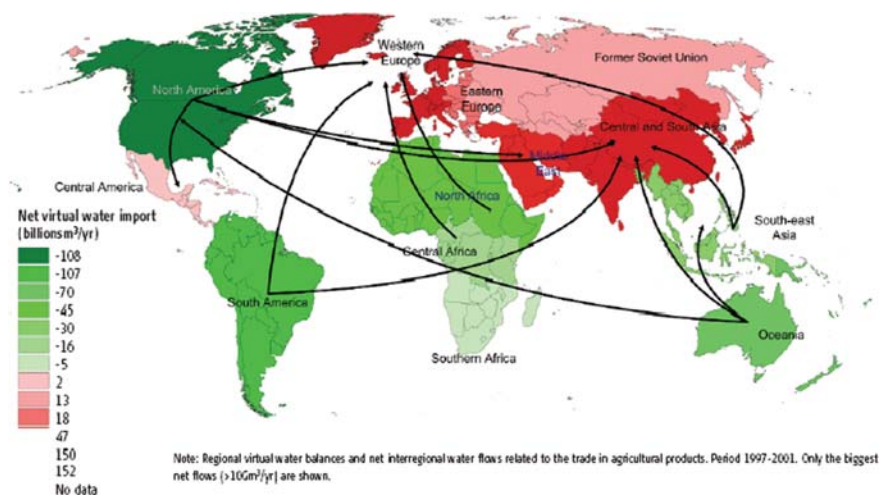 Western
Europe
Former Soviet Union
North America
Eastern
Europe
Central and South Asia
Middle
East
Central America
North Africa
Net virtual water import
(billionsm³/yr)
South-east
Asia
Central Africa
-108
-107
-70
-45
-30
-16
-5
2
13
18
47
150
152
No data
South America
Oceania
Southern Africa
Note: Regional virtual water balances and net interregional water flows related to the trade in agricultural products. Period 1997-2001. Only the biggest
net flows (>10Gm³/yr) are shown.